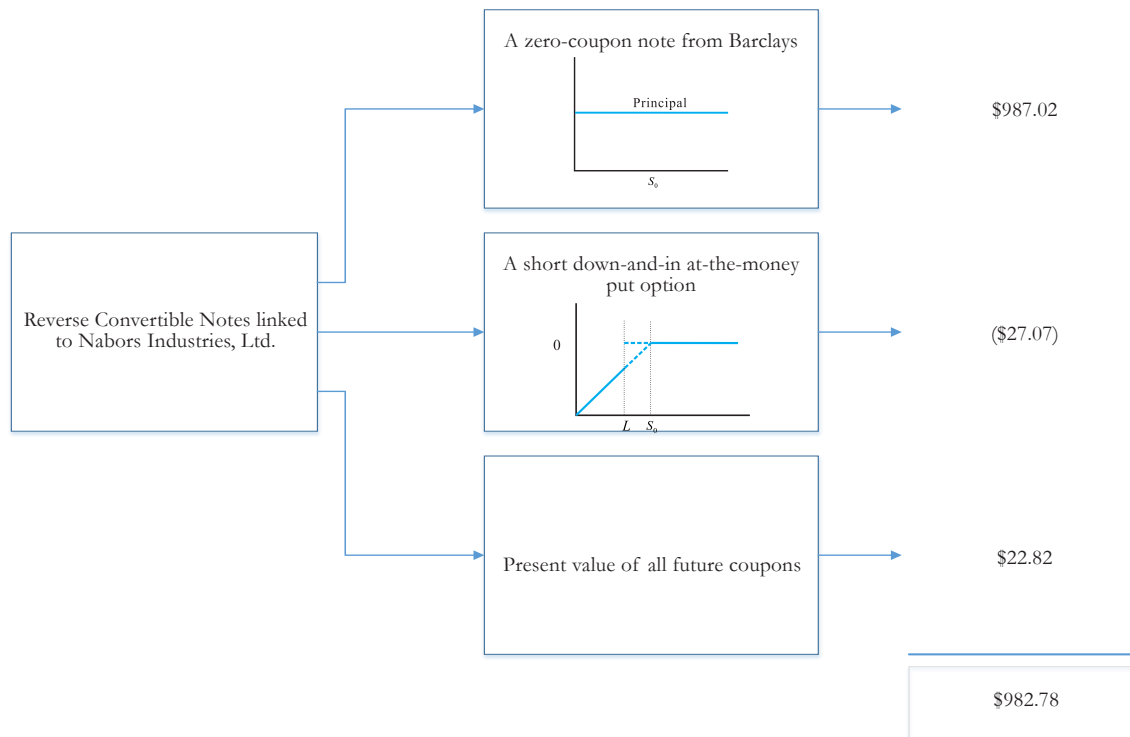 A zero-coupon note from Barclays
Principal
S₀
$987.02
Reverse Convertible Notes linked
to Nabors Industries, Ltd.
A short down-and-in at-the-money
put option
0
L S₀
($27.07)
Present value of all future coupons
$22.82
$982.78